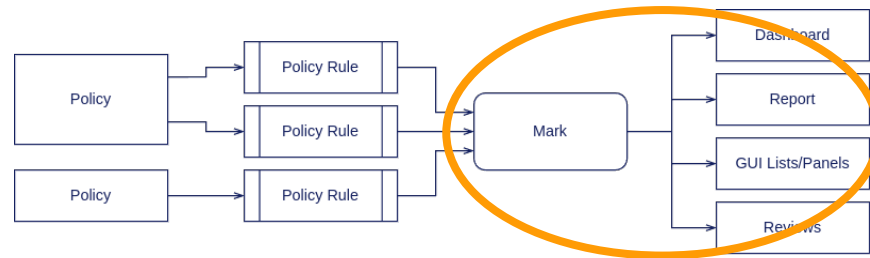 Policy
Policy
Policy Rule
Policy Rule
Policy Rule
Mark
Dashboard
Report
GUI Lists/Panels
Reviews